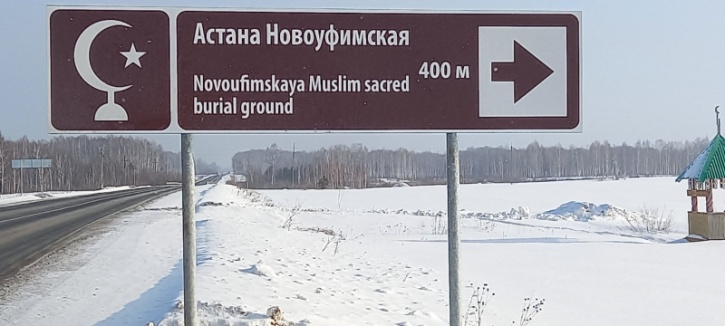 Астана Новоуфимская
Novoufimskaya Muslim sacred
burial ground
400 м